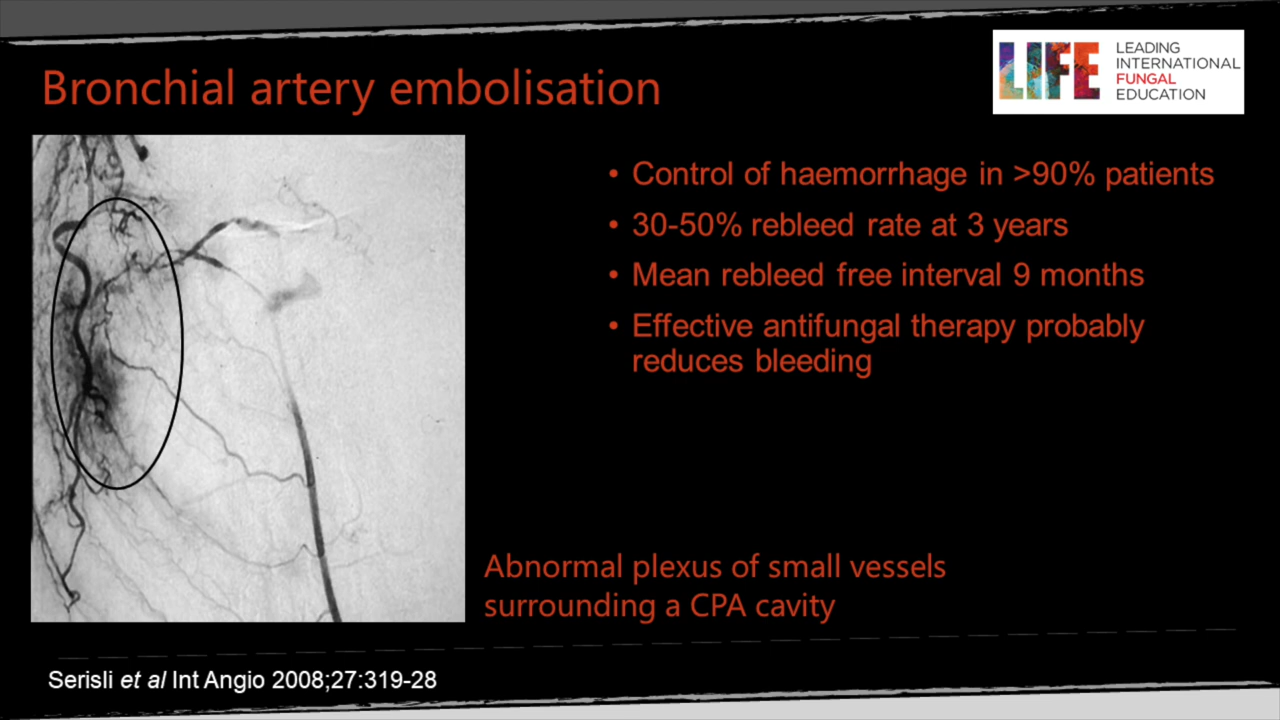 Bronchial artery embolisation
LEADING
INTERNATIONAL
FUNGAL
EDUCATION
LIFE
• Control of haemorrhage in >90% patients
• 30-50% rebleed rate at 3 years
• Mean rebleed free interval 9 months
• Effective antifungal therapy probably
reduces bleeding
Abnormal plexus of small vessels
surrounding a CPA cavity
Serisli et al Int Angio 2008;27:319-28